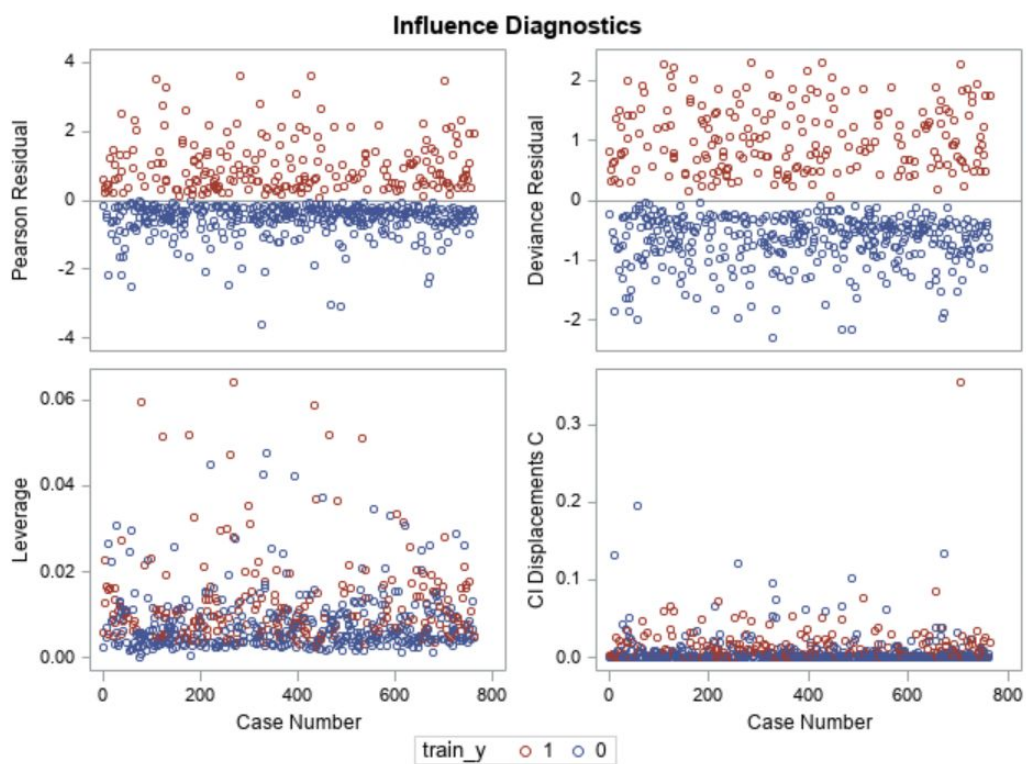 Influence Diagnostics
Pearson Residual
4
2
0
-2
-4
Deviance Residual
2
1
0
-1
-2
Leverage
0.06
0.04
0.02
0.00
0 200 400 600 800
Case Number
CI Displacements C
0.3
0.2
0.1
0.0
0 200 400 600 800
Case Number
train_y 1 0